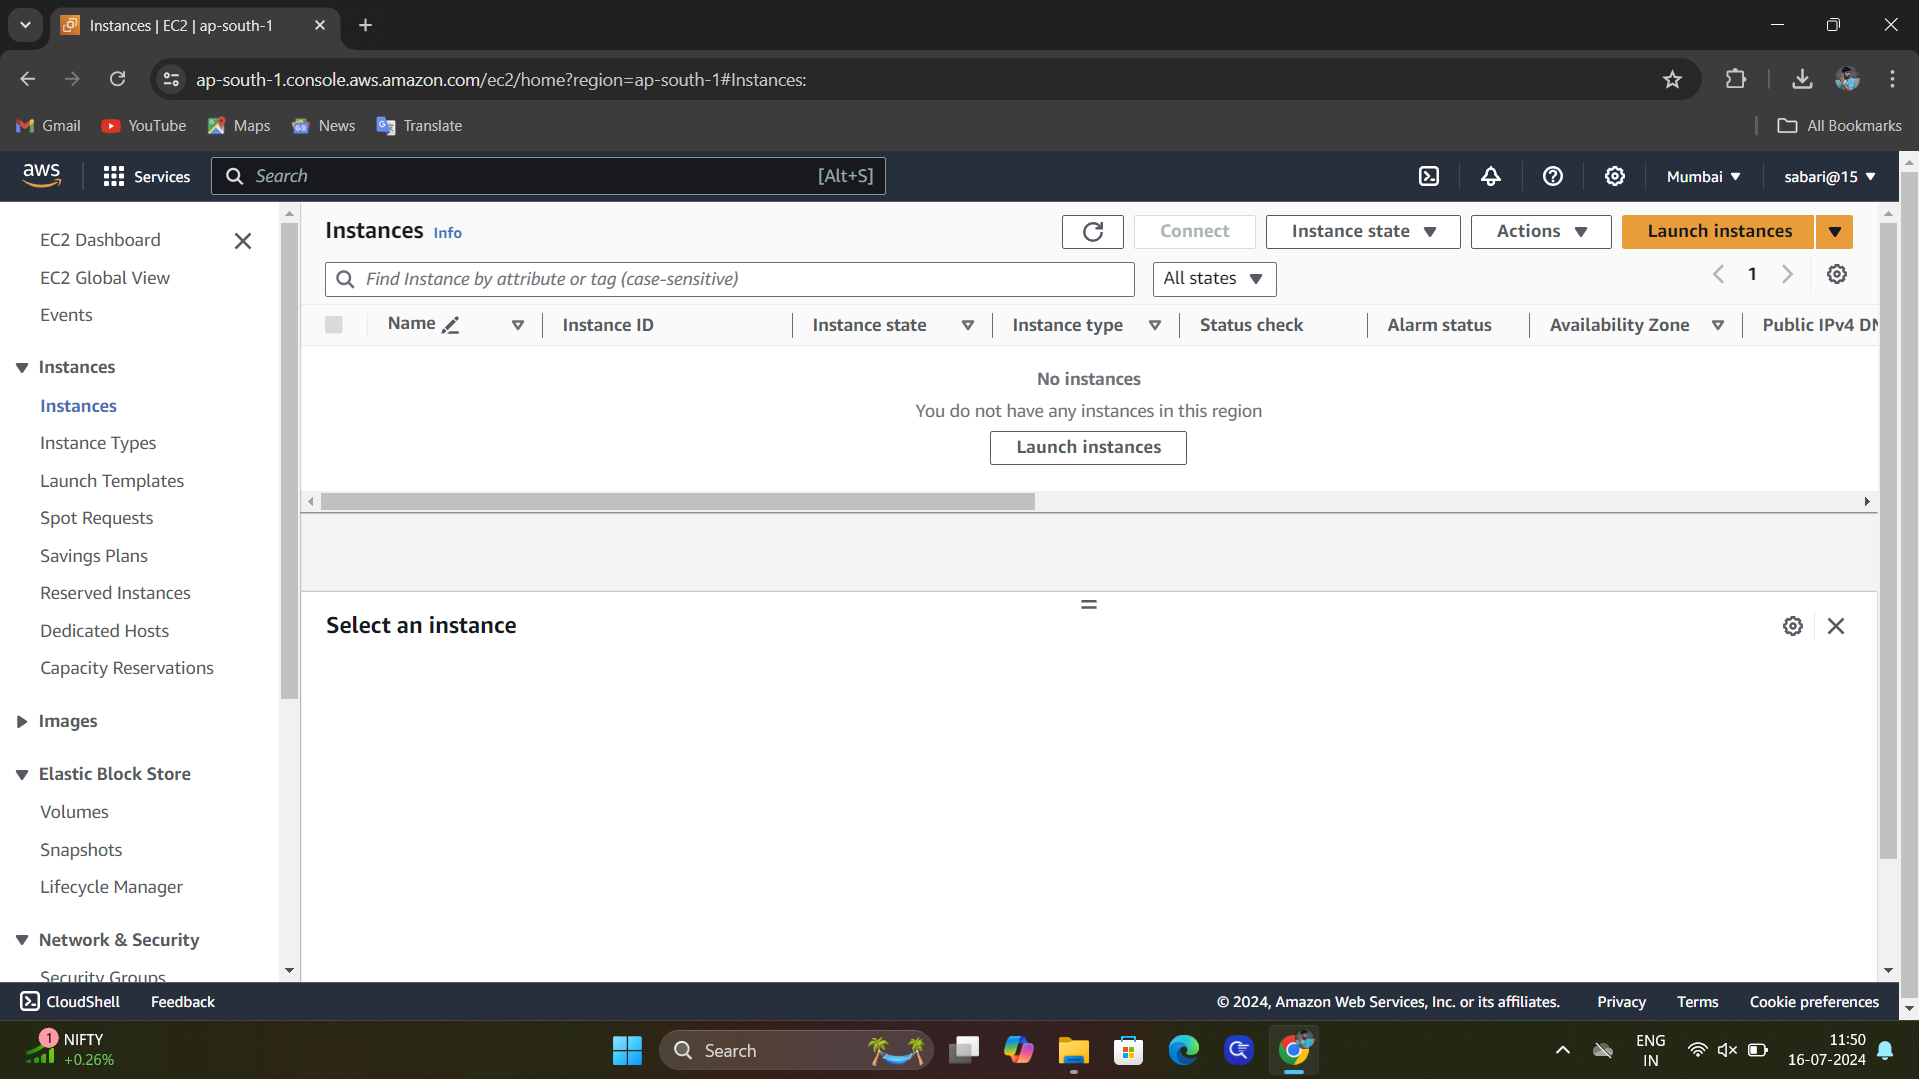 Instances | EC2 | ap-south-1
ap-south-1.console.aws.amazon.com/ec2/home?region=ap-south-1#Instances:
Gmail
YouTube
Maps
News
Translate
All Bookmarks
aws
Services
Search
[Alt+S]
Mumbai
sabari@15
EC2 Dashboard
EC2 Global View
Events
Instances
Instances
Instance Types
Launch Templates
Spot Requests
Savings Plans
Reserved Instances
Dedicated Hosts
Capacity Reservations
Images
Elastic Block Store
Volumes
Snapshots
Lifecycle Manager
Network & Security
Security Groups
Instances Info
Connect
Instance state
Actions
Launch instances
Find Instance by attribute or tag (case-sensitive)
All states
1
Name
Instance ID
Instance state
Instance type
Status check
Alarm status
Availability Zone
Public IPv4 DN
No instances
You do not have any instances in this region
Launch instances
Select an instance
CloudShell
Feedback
© 2024, Amazon Web Services, Inc. or its affiliates.
Privacy
Terms
Cookie preferences
1
NIFTY
+0.26%
Search
ENG
IN
11:50
16-07-2024